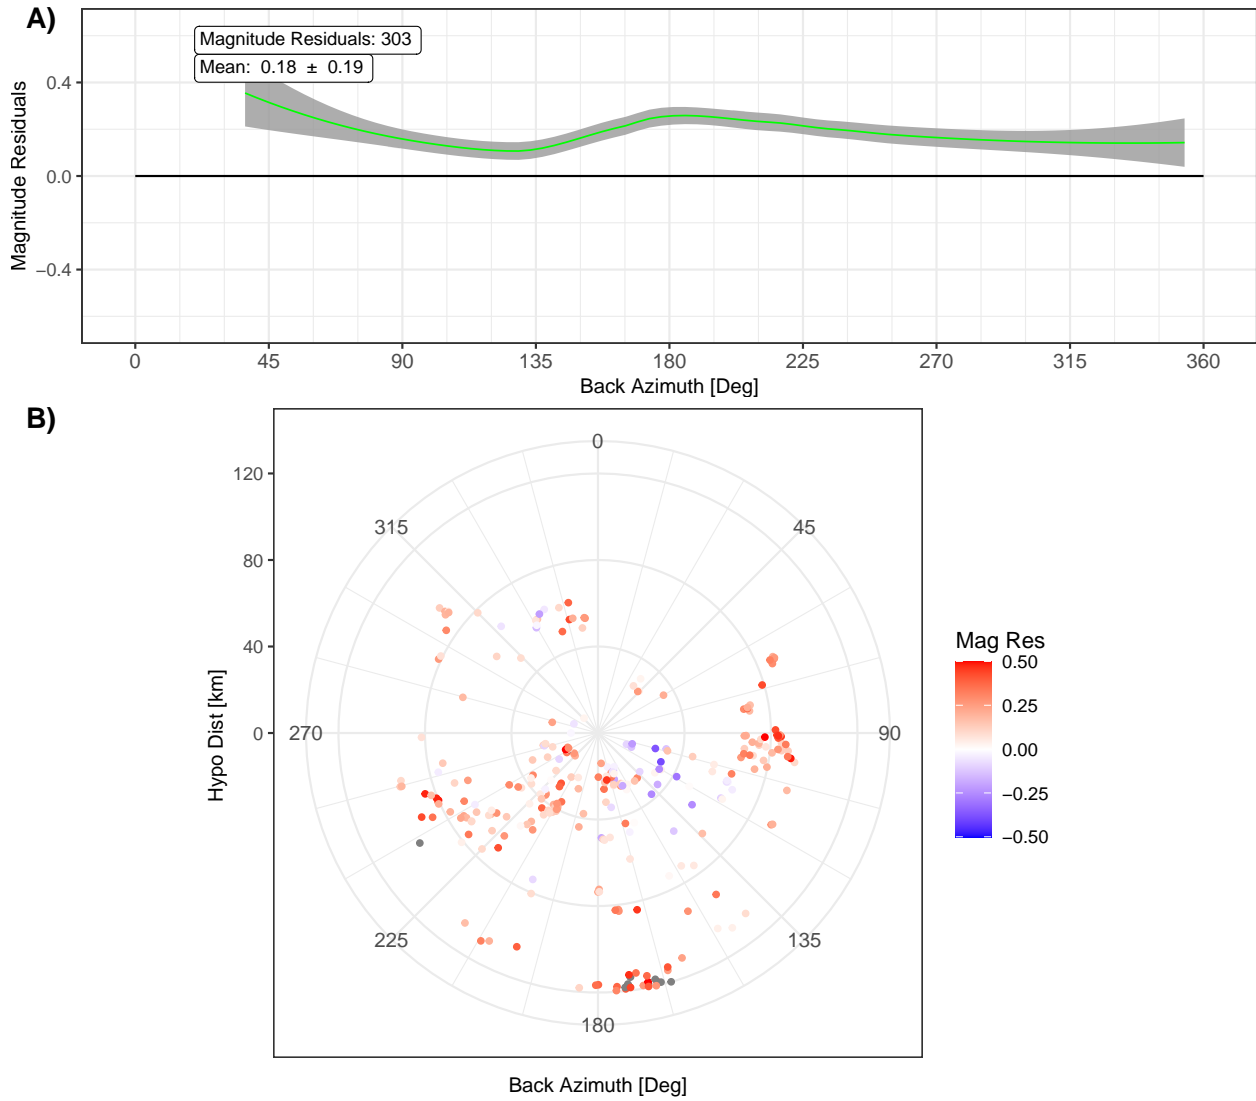 A)
Magnitude Residuals: 303
Mean:  0.18  ±  0.19
0.4
0.0
−0.4
Magnitude Residuals
0 45 90 135 180 225 270 315 360
Back Azimuth [Deg]
B)
0
45
90
135
180
225
270
315
120
80
40
0
Hypo Dist [km]
Back Azimuth [Deg]
Mag Res
0.50
0.25
0.00
−0.25
−0.50